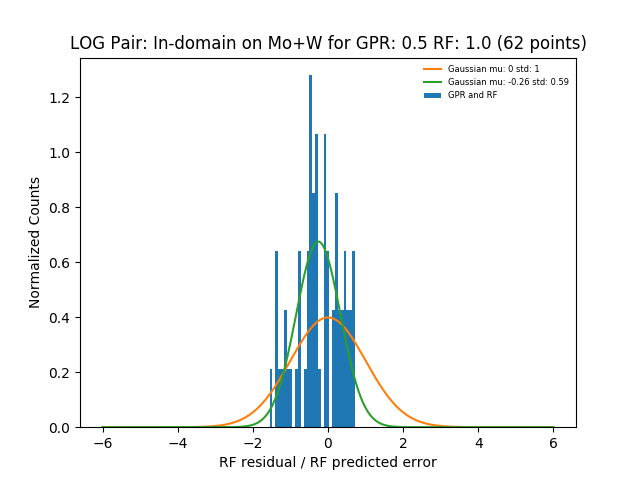 LOG Pair: In-domain on Mo+W for GPR: 0.5 RF: 1.0 (62 points)
Gaussian mu: 0 std: 1
Gaussian mu: -0.26 std: 0.59
GPR and RF
Normalized Counts
1.2
1.0
0.8
0.6
0.4
0.2
0.0
−6 −4 −2 0 2 4 6
RF residual / RF predicted error